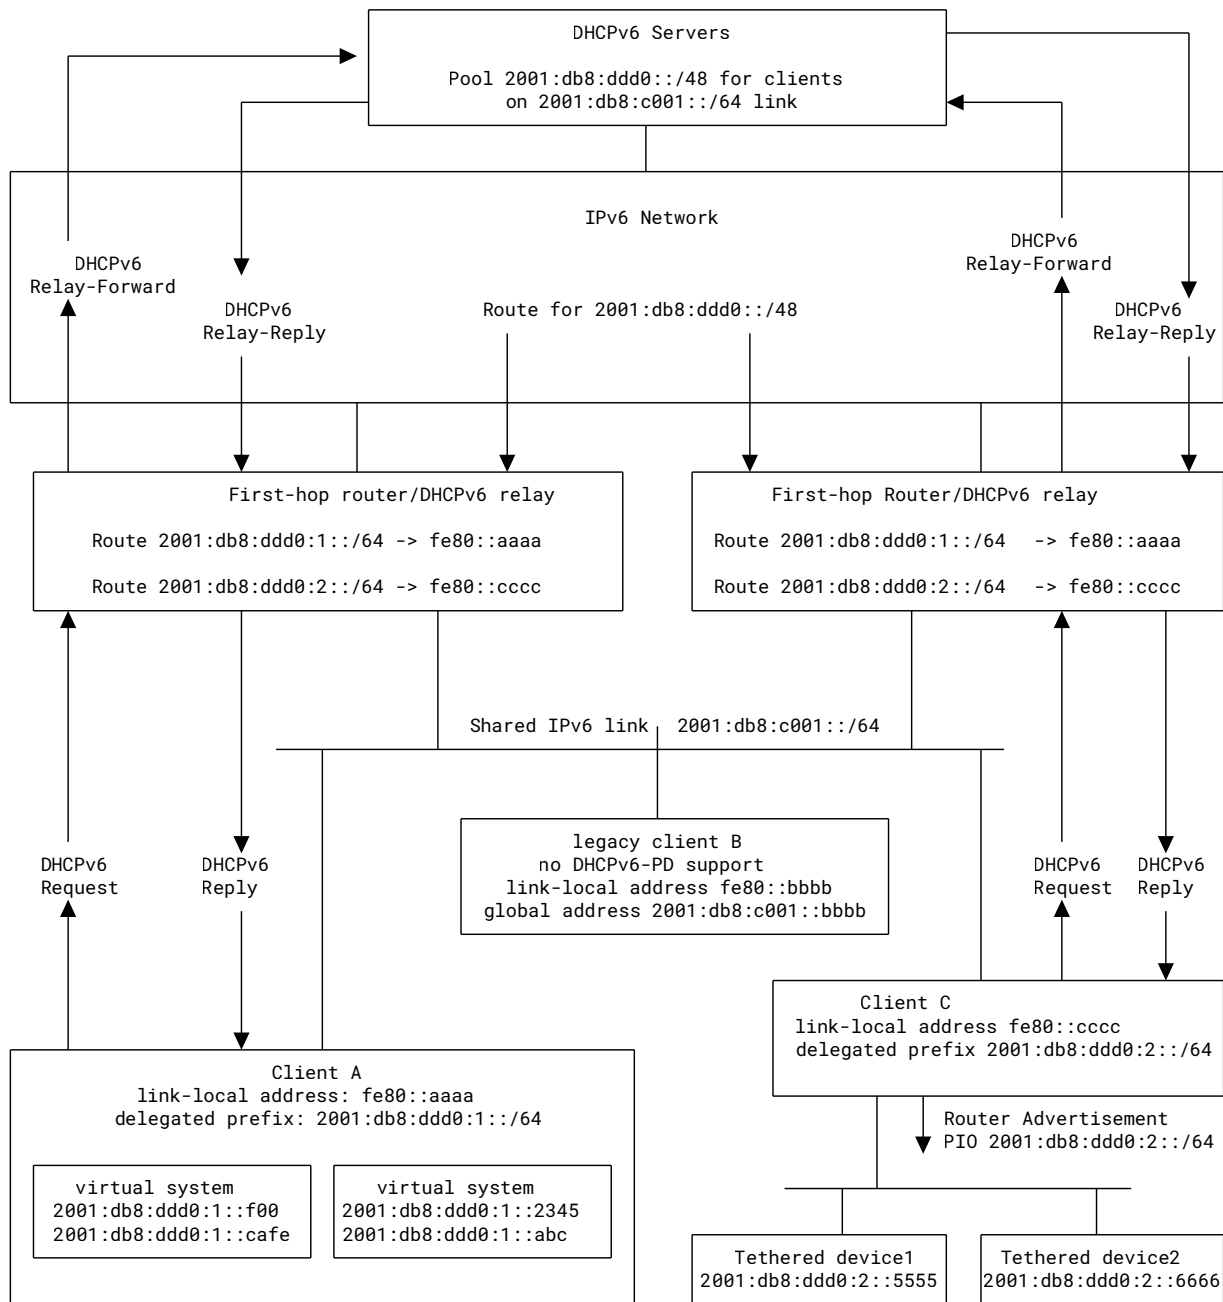 DHCPv6 Servers
Pool 2001:db8:ddd0::/48 for clients
on 2001:db8:c001::/64 link
IPv6 Network
DHCPv6
Relay-Forward
DHCPv6
Relay-Reply
Route for 2001:db8:ddd0::/48
DHCPv6
Relay-Forward
DHCPv6
Relay-Reply
First-hop router/DHCPv6 relay
Route 2001:db8:ddd0:1::/64 -> fe80::aaaa
Route 2001:db8:ddd0:2::/64 -> fe80::cccc
First-hop Router/DHCPv6 relay
Route 2001:db8:ddd0:1::/64 -> fe80::aaaa
Route 2001:db8:ddd0:2::/64 -> fe80::cccc
Shared IPv6 link 2001:db8:c001::/64
legacy client B
no DHCPv6-PD support
link-local address fe80::bbbb
global address 2001:db8:c001::bbbb
DHCPv6
Request
DHCPv6
Reply
DHCPv6
Request
DHCPv6
Reply
Client C
link-local address fe80::cccc
delegated prefix 2001:db8:ddd0:2::/64
Client A
link-local address: fe80::aaaa
delegated prefix: 2001:db8:ddd0:1::/64
Router Advertisement
PIO 2001:db8:ddd0:2::/64
virtual system
2001:db8:ddd0:1::f00
2001:db8:ddd0:1::cafe
virtual system
2001:db8:ddd0:1::2345
2001:db8:ddd0:1::abc
Tethered device1
2001:db8:ddd0:2::5555
Tethered device2
2001:db8:ddd0:2::6666